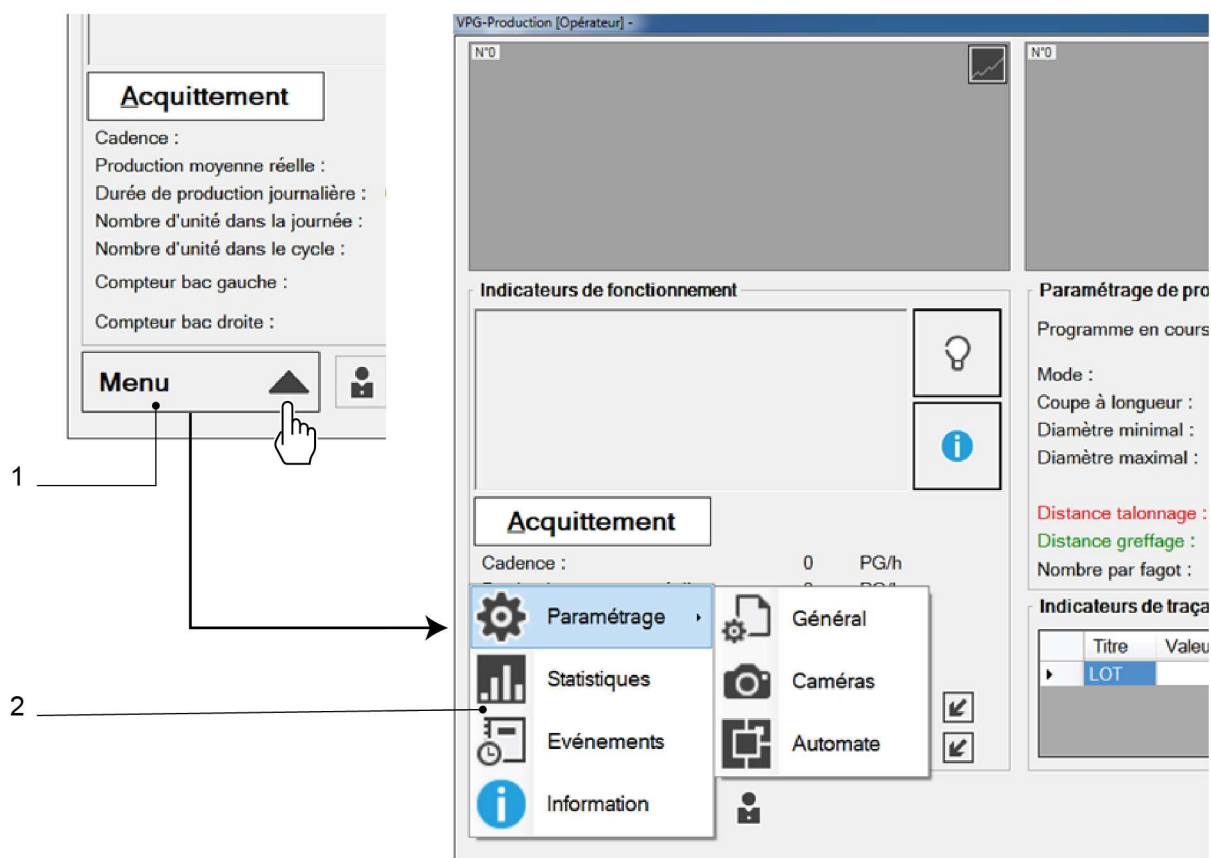 Acquittement
Cadence :
Production moyenne réelle :
Durée de production journalière :
Nombre d'unité dans la journée :
Nombre d'unité dans le cycle :
Compteur bac gauche :
Compteur bac droite :
Menu
1
2
VPG-Production [Opérateur] -
N°0
N°0
Indicateurs de fonctionnement
Acquittement
Cadence : 0 PG/h
Paramétrage
Statistiques
Evénements
Information
Général
Caméras
Automate
Paramétrage de pro
Programme en cours
Mode :
Coupe à longueur :
Diamètre minimal :
Diamètre maximal :
Distance talonnage :
Distance greffage :
Nombre par fagot :
Indicateurs de traça
Titre Valeu
LOT